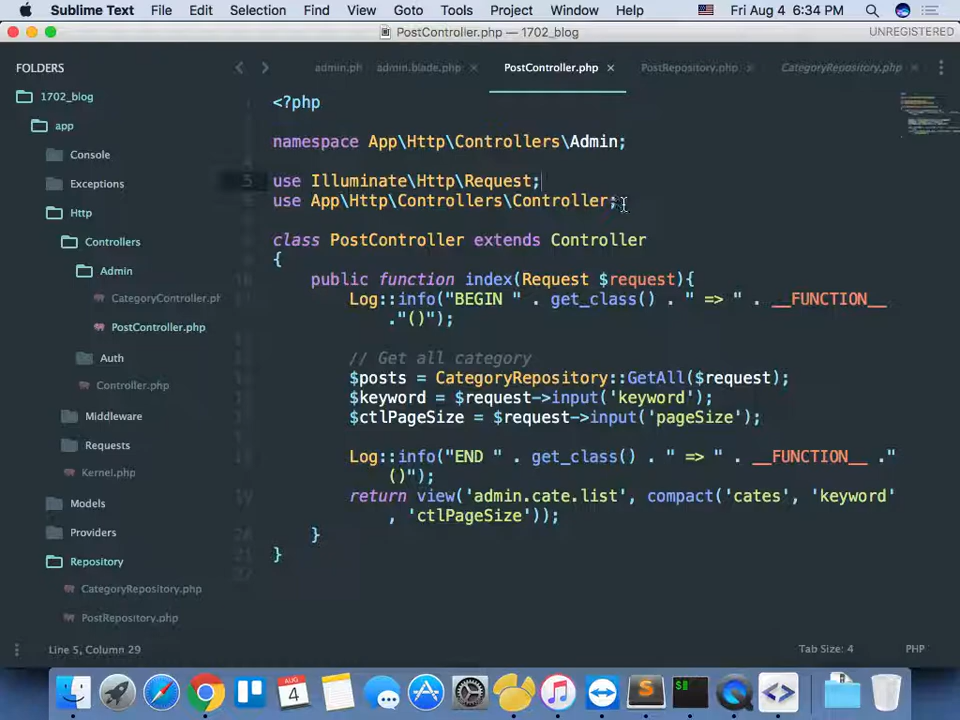 Sublime Text File Edit Selection Find View Goto Tools Project Window Help Fri Aug 4 6:34 PM
PostController.php — 1702_blog UNREGISTERED
FOLDERS
1702_blog
app
Console
Exceptions
Http
Controllers
Admin
CategoryController.ph
PostController.php
Auth
Controller.php
Middleware
Requests
Kernel.php
Models
Providers
Repository
CategoryRepository.php
PostRepository.php
admin.ph admin.blade.php PostController.php PostRepository.php CategoryRepository.php
<?php
namespace App\Http\Controllers\Admin;
5 use Illuminate\Http\Request;
use App\Http\Controllers\Controller;
class PostController extends Controller
{
public function index(Request $request){
Log::info("BEGIN " . get_class() . " => " . __FUNCTION__
."()");
// Get all category
$posts = CategoryRepository::GetAll($request);
$keyword = $request->input('keyword');
$ctlPageSize = $request->input('pageSize');
Log::info("END " . get_class() . " => " . __FUNCTION__ ."
()");
return view('admin.cate.list', compact('cates', 'keyword'
, 'ctlPageSize'));
}
}
Line 5, Column 29 Tab Size: 4 PHP
AUG
4